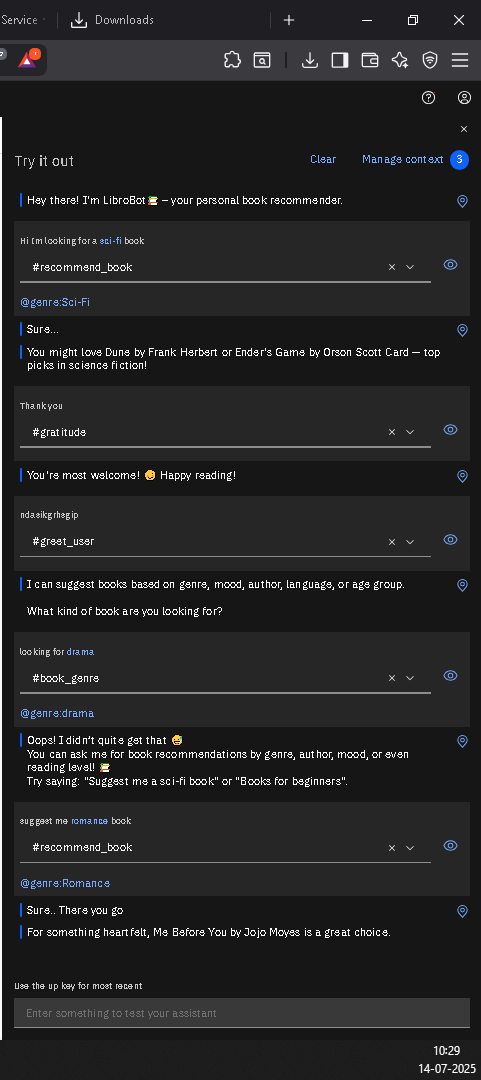 Service
Downloads
Try it out
Clear
Manage context
3
Hey there! I'm LibroBot📚 – your personal book recommender.
Hi Im looking for a sci-fi book
#recommend_book
@genre:Sci-Fi
Sure...
You might love Dune by Frank Herbert or Ender's Game by Orson Scott Card — top
picks in science fiction!
Thank you
#gratitude
You're most welcome! 😊 Happy reading!
ndasikgrhsgip
#greet_user
I can suggest books based on genre, mood, author, language, or age group.
What kind of book are you looking for?
looking for drama
#book_genre
@genre:drama
Oops! I didn't quite get that 😅
You can ask me for book recommendations by genre, author, mood, or even
reading level! 📚
Try saying: "Suggest me a sci-fi book" or "Books for beginners".
suggest me romance book
#recommend_book
@genre:Romance
Sure.. There you go
For something heartfelt, Me Before You by Jojo Moyes is a great choice.
Use the up key for most recent
Enter something to test your assistant
10:29
14-07-2025